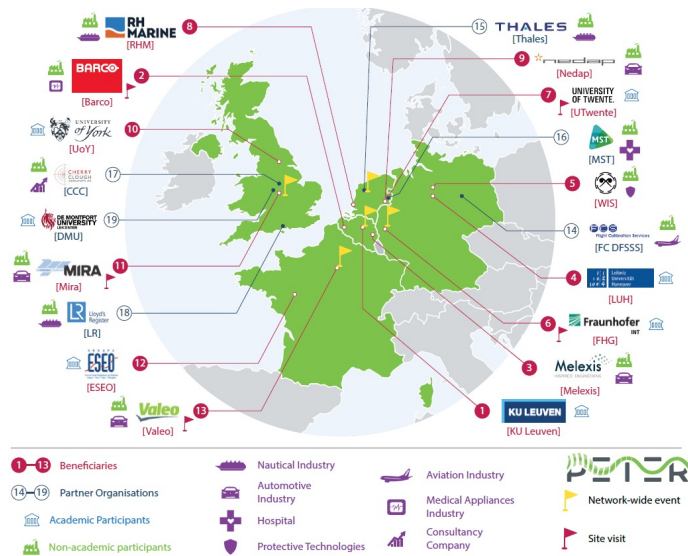 8
RH
MARINE
[RHM]
15
THALES
[Thales]
9
nedap
[Nedap]
BARCO
2
[Barco]
7
UNIVERSITY
OF TWENTE.
[UTwente]
UNIVERSITY
of York
[UoY]
10
16
MST
[MST]
CHERRY
CLOUGH
[CCC]
17
5
[WIS]
DE MONTFORT
UNIVERSITY
LEICESTER
[DMU]
19
14
FCS
Flight Calibration Services
[FC DFSSS]
MIRA
[Mira]
11
4
Leibniz
Universität
Hannover
[LUH]
LR
Lloyd's
Register
[LR]
18
6
Fraunhofer
INT
[FHG]
ESEO
[ESEO]
12
3
Melexis
[Melexis]
Valeo
[Valeo]
13
1
KU LEUVEN
[KU Leuven]
1 13 Beneficiaries
14 19 Partner Organisations
Academic Participants
Non-academic participants
Nautical Industry
Automotive
Industry
Hospital
Protective Technologies
Aviation Industry
Medical Appliances
Industry
Consultancy
Company
PETER
Network-wide event
Site visit